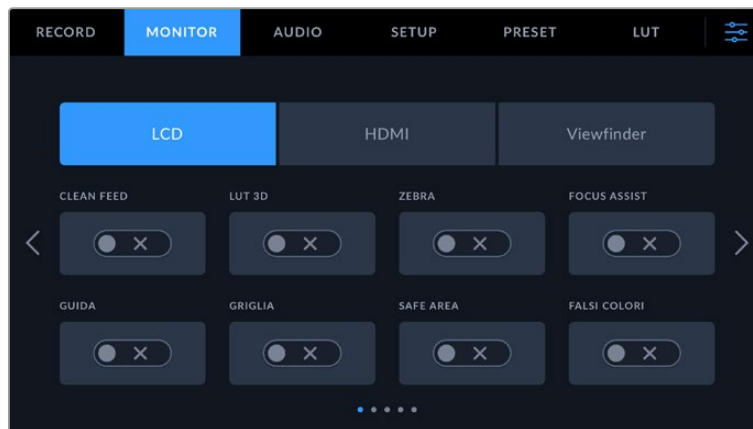 RECORD MONITOR AUDIO SETUP PRESET LUT
LCD HDMI Viewfinder
CLEAN FEED LUT 3D ZEBRA FOCUS ASSIST
GUIDA GRIGLIA SAFE AREA FALSI COLORI